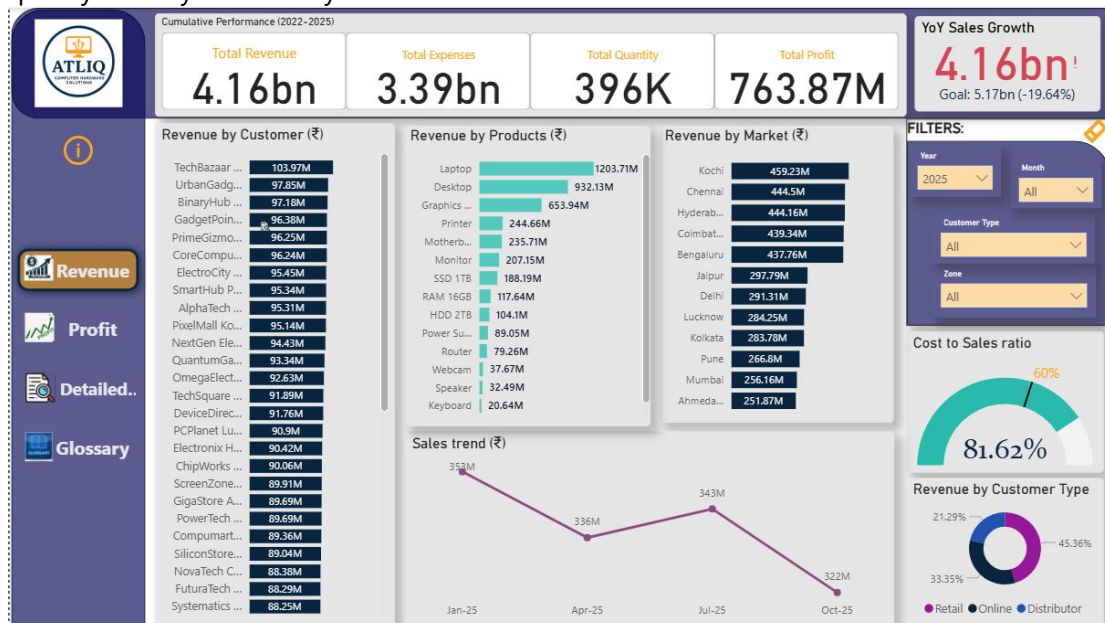 Cumulative Performance (2022-2025)
Total Revenue
4.16bn
Total Expenses
3.39bn
Total Quantity
396K
Total Profit
763.87M
YoY Sales Growth
4.16bn!
Goal: 5.17bn (-19.64%)
ATLIQ
COMPUTER HARDWARE
SOLUTIONS
Revenue
Profit
Detailed..
Glossary
Revenue by Customer (₹)
TechBazaar ... 103.97M
UrbanGadg... 97.85M
BinaryHub ... 97.18M
GadgetPoin... 96.38M
PrimeGizmo... 96.25M
CoreCompu... 96.24M
ElectroCity ... 95.45M
SmartHub P... 95.34M
AlphaTech ... 95.31M
PixelMall Ko... 95.14M
NextGen Ele... 94.43M
QuantumGa... 93.34M
OmegaElect... 92.63M
TechSquare ... 91.89M
DeviceDirec... 91.76M
PCPlanet Lu... 90.9M
Electronix H... 90.42M
ChipWorks ... 90.06M
ScreenZone... 89.91M
GigaStore A... 89.69M
PowerTech ... 89.69M
Compumart... 89.36M
SiliconStore... 89.04M
NovaTech C... 88.38M
FuturaTech ... 88.29M
Systematics ... 88.25M
Revenue by Products (₹)
Laptop 1203.71M
Desktop 932.13M
Graphics ... 653.94M
Printer 244.66M
Motherb... 235.71M
Monitor 207.15M
SSD 1TB 188.19M
RAM 16GB 117.64M
HDD 2TB 104.1M
Power Su... 89.05M
Router 79.26M
Webcam 37.67M
Speaker 32.49M
Keyboard 20.64M
Revenue by Market (₹)
Kochi 459.23M
Chennai 444.5M
Hyderab... 444.16M
Coimbat... 439.34M
Bengaluru 437.76M
Jaipur 297.79M
Delhi 291.31M
Lucknow 284.25M
Kolkata 283.78M
Pune 266.8M
Mumbai 256.16M
Ahmeda... 251.87M
Sales trend (₹)
353M
336M
343M
322M
Jan-25 Apr-25 Jul-25 Oct-25
FILTERS:
Year
2025
Month
All
Customer Type
All
Zone
All
Cost to Sales ratio
60%
81.62%
Revenue by Customer Type
21.29%
45.36%
33.35%
Retail Online Distributor